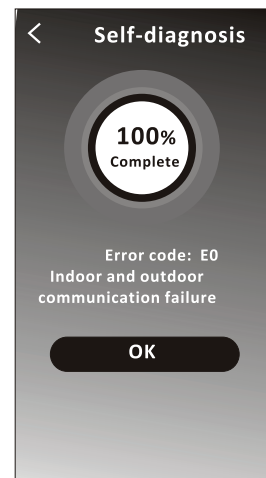 Self-diagnosis
100%
Complete
Error code: E0
Indoor and outdoor
communication failure
OK